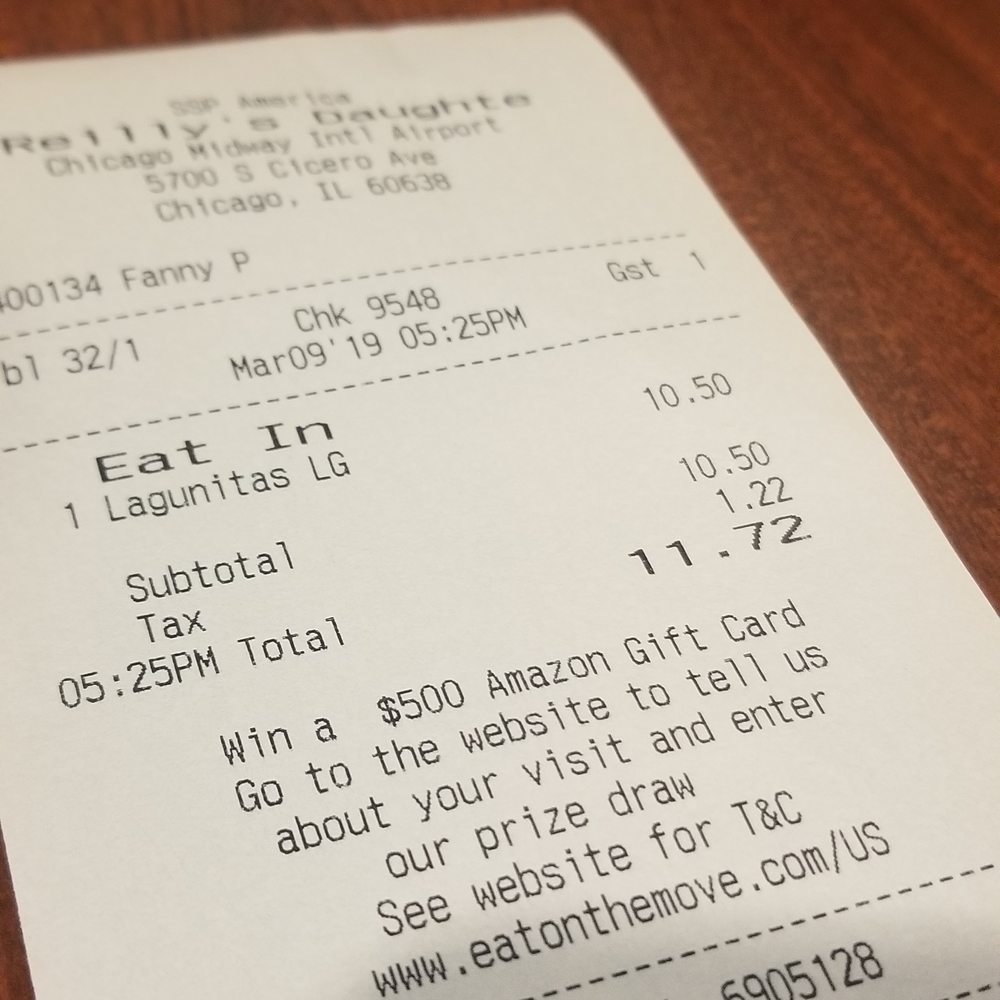 SSP America
Reilly's Daughte
Chicago Midway Intl Airport
5700 S Cicero Ave
Chicago, IL 60638
400134 Fanny P
bl 32/1 Chk 9548 Gst 1
Mar09'19 05:25PM
Eat In
1 Lagunitas LG 10.50
Subtotal 10.50
Tax 1.22
05:25PM Total 11.72
Win a $500 Amazon Gift Card
Go to the website to tell us
about your visit and enter
our prize draw
See website for T&C
www.eatonthemove.com/US
6905128